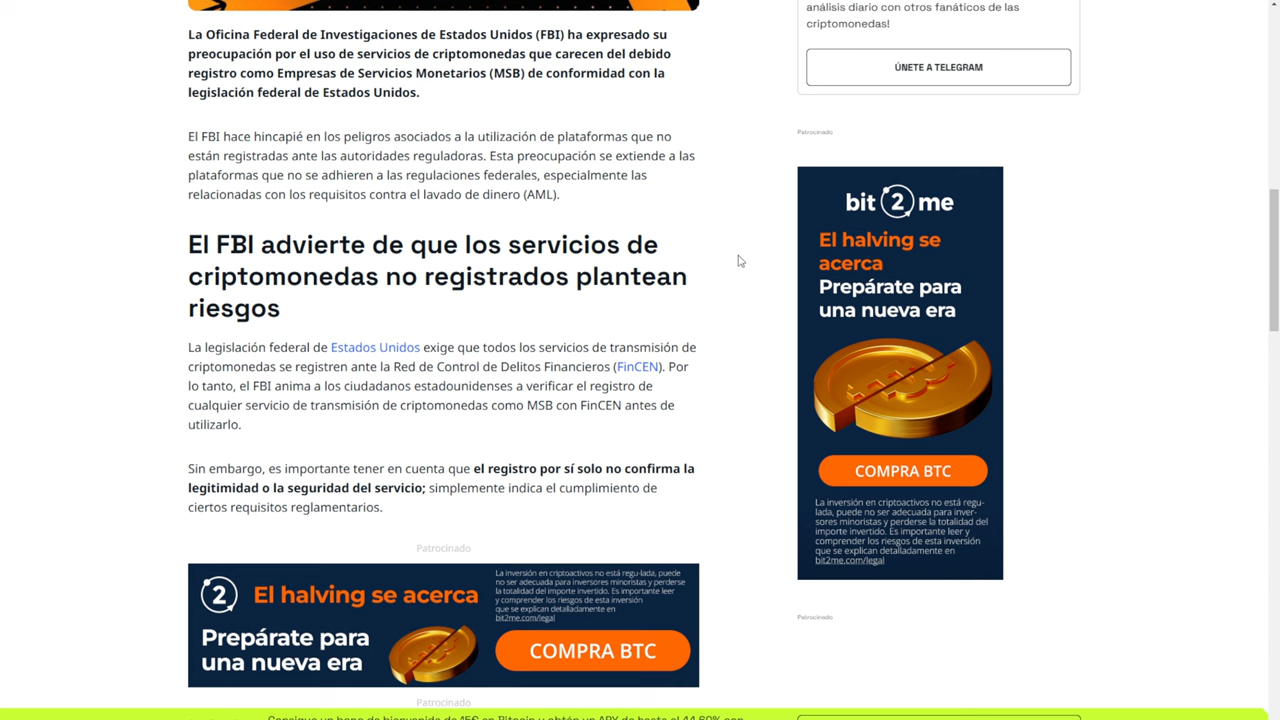 La Oficina Federal de Investigaciones de Estados Unidos (FBI) ha expresado su
preocupación por el uso de servicios de criptomonedas que carecen del debido
registro como Empresas de Servicios Monetarios (MSB) de conformidad con la
legislación federal de Estados Unidos.
El FBI hace hincapié en los peligros asociados a la utilización de plataformas que no
están registradas ante las autoridades reguladoras. Esta preocupación se extiende a las
plataformas que no se adhieren a las regulaciones federales, especialmente las
relacionadas con los requisitos contra el lavado de dinero (AML).
El FBI advierte de que los servicios de
criptomonedas no registrados plantean
riesgos
La legislación federal de Estados Unidos exige que todos los servicios de transmisión de
criptomonedas se registren ante la Red de Control de Delitos Financieros (FinCEN). Por
lo tanto, el FBI anima a los ciudadanos estadounidenses a verificar el registro de
cualquier servicio de transmisión de criptomonedas como MSB con FinCEN antes de
utilizarlo.
Sin embargo, es importante tener en cuenta que el registro por sí solo no confirma la
legitimidad o la seguridad del servicio; simplemente indica el cumplimiento de
ciertos requisitos reglamentarios.
Patrocinado
2
El halving se acerca
Prepárate para
una nueva era
La inversión en criptoactivos no está regu-lada, puede
no ser adecuada para inversores minoristas y perderse
la totalidad del importe invertido. Es importante leer
y comprender los riesgos de esta inversión
que se explican detalladamente en
bit2me.com/legal
COMPRA BTC
Patrocinado
análisis diario con otros fanáticos de las
criptomonedas!
ÚNETE A TELEGRAM
Patrocinado
bit 2 me
El halving se
acerca
Prepárate para
una nueva era
COMPRA BTC
La inversión en criptoactivos no está regu-
lada, puede no ser adecuada para inver-
sores minoristas y perderse la totalidad del
importe invertido. Es importante leer y
comprender los riesgos de esta inversión
que se explican detalladamente en
bit2me.com/legal
Patrocinado